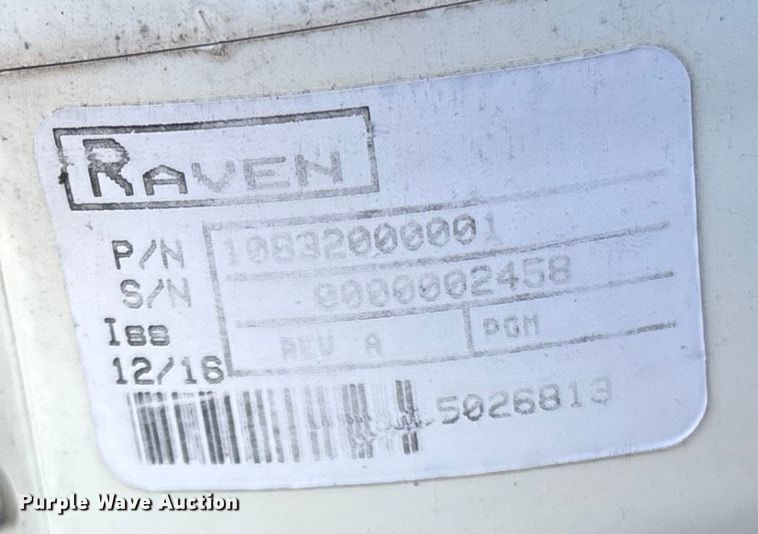 RAVEN
P/N 10832000001
S/N 0000002458
Iss REV A PGM
12/16
5026813
Purple Wave Auction